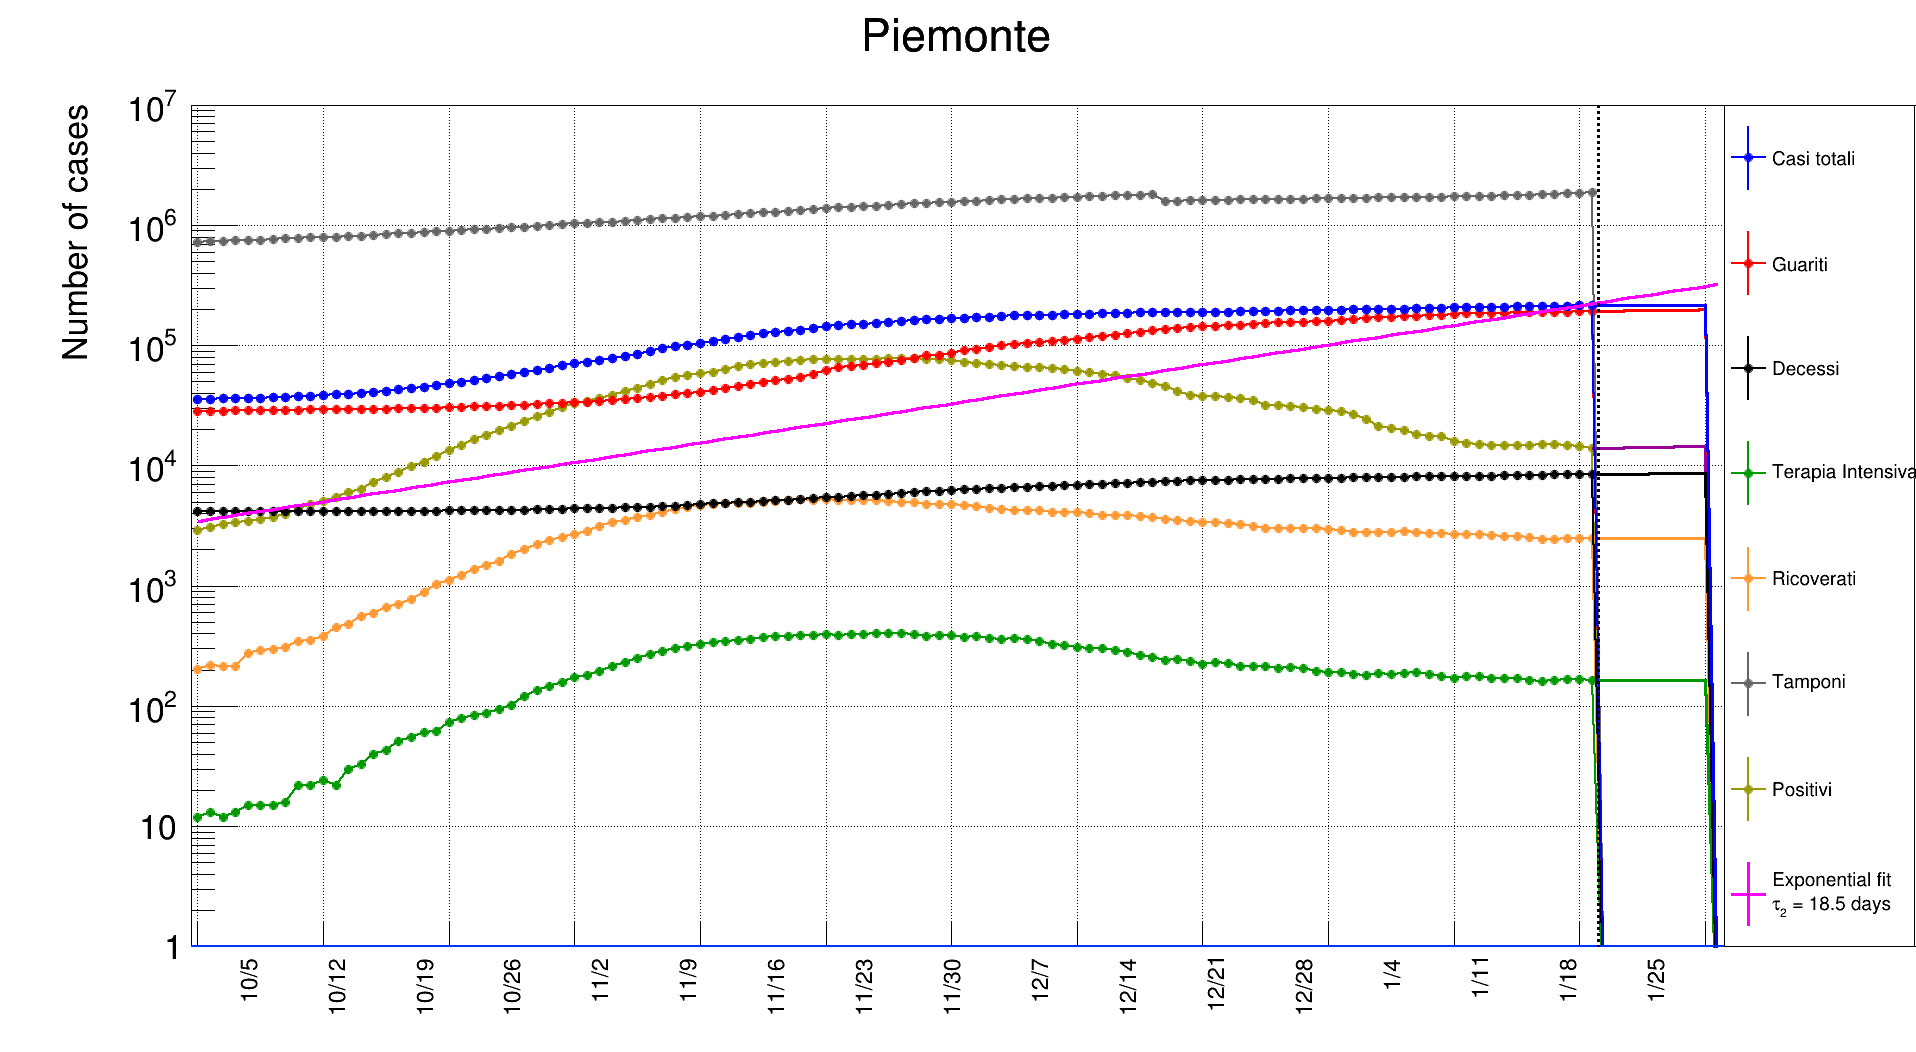 Piemonte
Number of cases
10^7
10^6
10^5
10^4
10^3
10^2
10
1
10/5
10/12
10/19
10/26
11/2
11/9
11/16
11/23
11/30
12/7
12/14
12/21
12/28
1/4
1/11
1/18
1/25
Casi totali
Guariti
Decessi
Terapia Intensiva
Ricoverati
Tamponi
Positivi
Exponential fit
τ_2 = 18.5 days